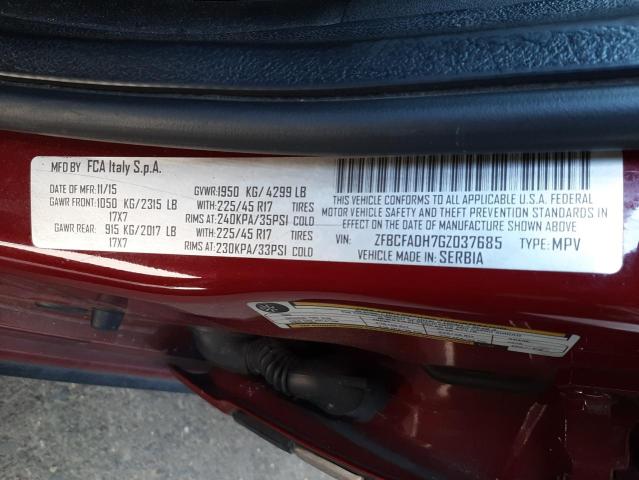 MFD BY FCA Italy S.p.A.
DATE OF MFR 11/15 GVWR 1950 KG/ 4299 LB
GAWR FRONT: 1050 KG/2315 LB WITH 225/45 R17 TIRES
17X7 RIMS AT 240KPA/35PSI COLD
GAWR REAR: 915 KG/2017 LB WITH 225/45 R17 TIRES
17X7 RIMS AT 230KPA/33PSI COLD
THIS VEHICLE CONFORMS TO ALL APPLICABLE U.S.A. FEDERAL
MOTOR VEHICLE SAFETY, BUMPER, AND THEFT PREVENTION STANDARDS IN
EFFECT ON THE DATE OF MANUFACTURE SHOWN ABOVE.
VIN: ZFBCFADH7GZ037685 TYPE: MPV
VEHICLE MADE IN: SERBIA